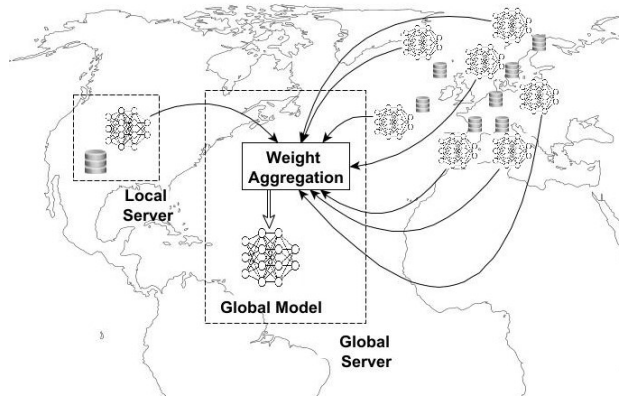 Weight
Aggregation
Local
Server
Global Model
Global
Server